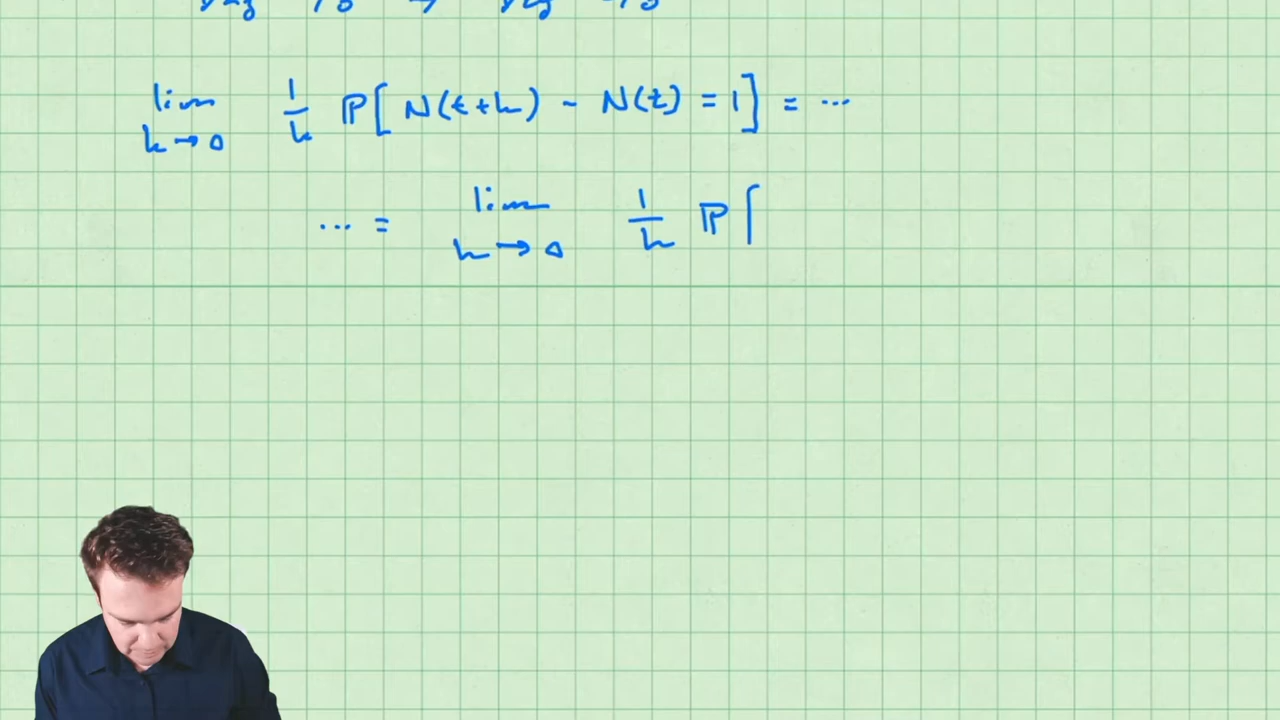 lim 1/h ℙ[ N(t+h) - N(t) = 1 ] = ...
h → 0
... = lim 1/h ℙ[
h → 0